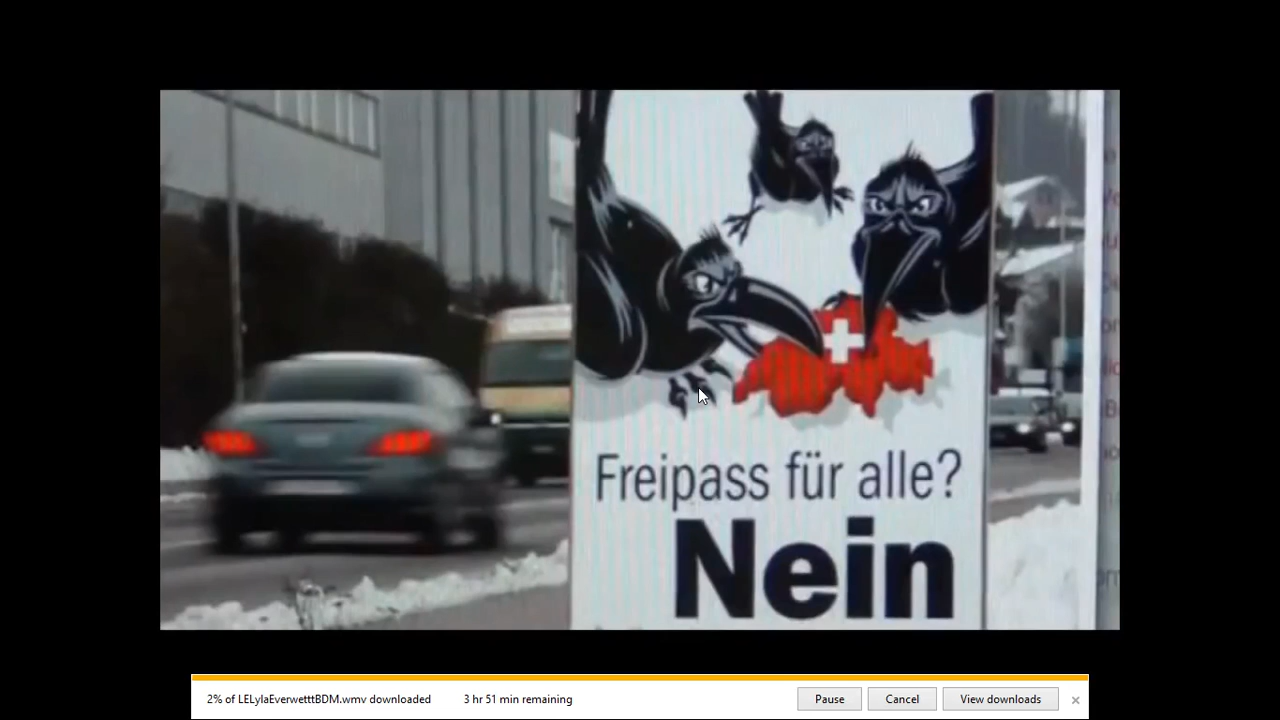 Freipass für alle?
Nein
2% of LELylaEverwetttBDM.wmv downloaded 3 hr 51 min remaining Pause Cancel View downloads ×